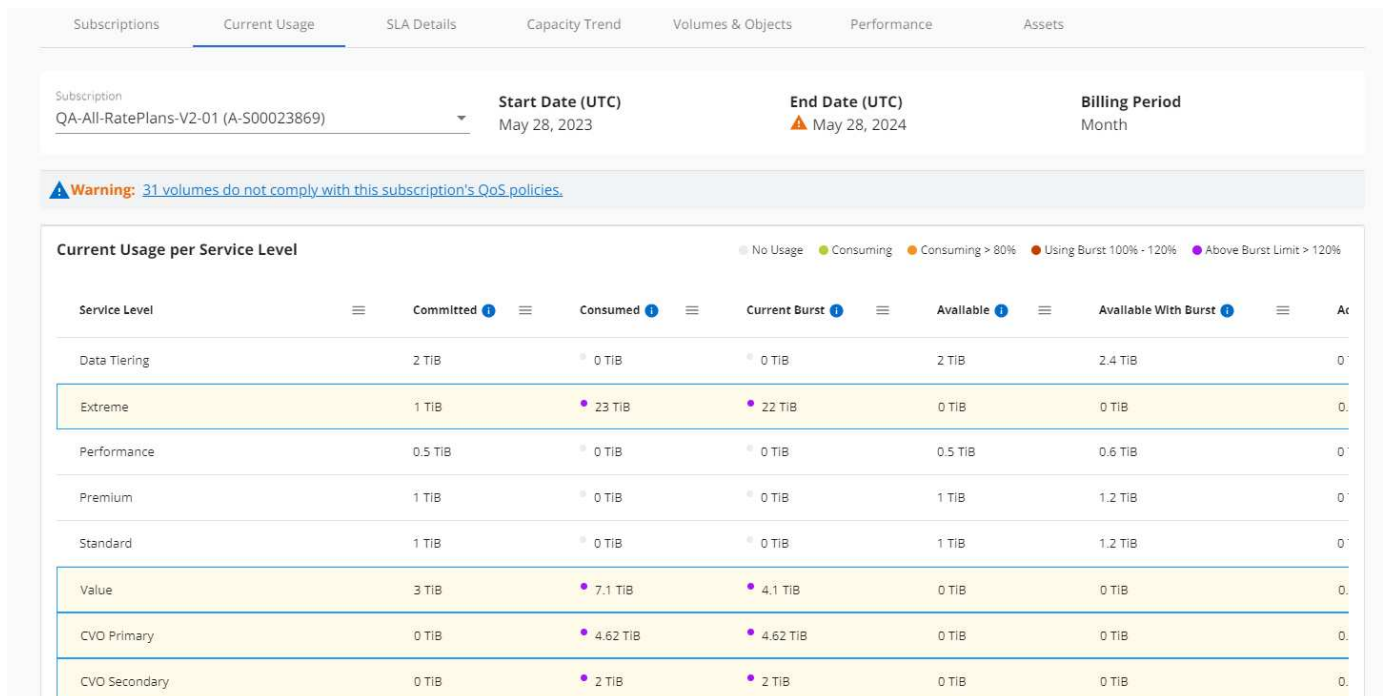 Subscriptions Current Usage SLA Details Capacity Trend Volumes & Objects Performance Assets
Subscription
QA-All-RatePlans-V2-01 (A-S00023869)
Start Date (UTC)
May 28, 2023
End Date (UTC)
May 28, 2024
Billing Period
Month
Warning: 31 volumes do not comply with this subscription's QoS policies.
Current Usage per Service Level
No Usage Consuming Consuming > 80% Using Burst 100% - 120% Above Burst Limit > 120%
Service Level Committed Consumed Current Burst Available Available With Burst
Data Tiering 2 TiB 0 TiB 0 TiB 2 TiB 2.4 TiB 0
Extreme 1 TiB 23 TiB 22 TiB 0 TiB 0 TiB 0.
Performance 0.5 TiB 0 TiB 0 TiB 0.5 TiB 0.6 TiB 0
Premium 1 TiB 0 TiB 0 TiB 1 TiB 1.2 TiB 0
Standard 1 TiB 0 TiB 0 TiB 1 TiB 1.2 TiB 0
Value 3 TiB 7.1 TiB 4.1 TiB 0 TiB 0 TiB 0.
CVO Primary 0 TiB 4.62 TiB 4.62 TiB 0 TiB 0 TiB 0.
CVO Secondary 0 TiB 2 TiB 2 TiB 0 TiB 0 TiB 0.